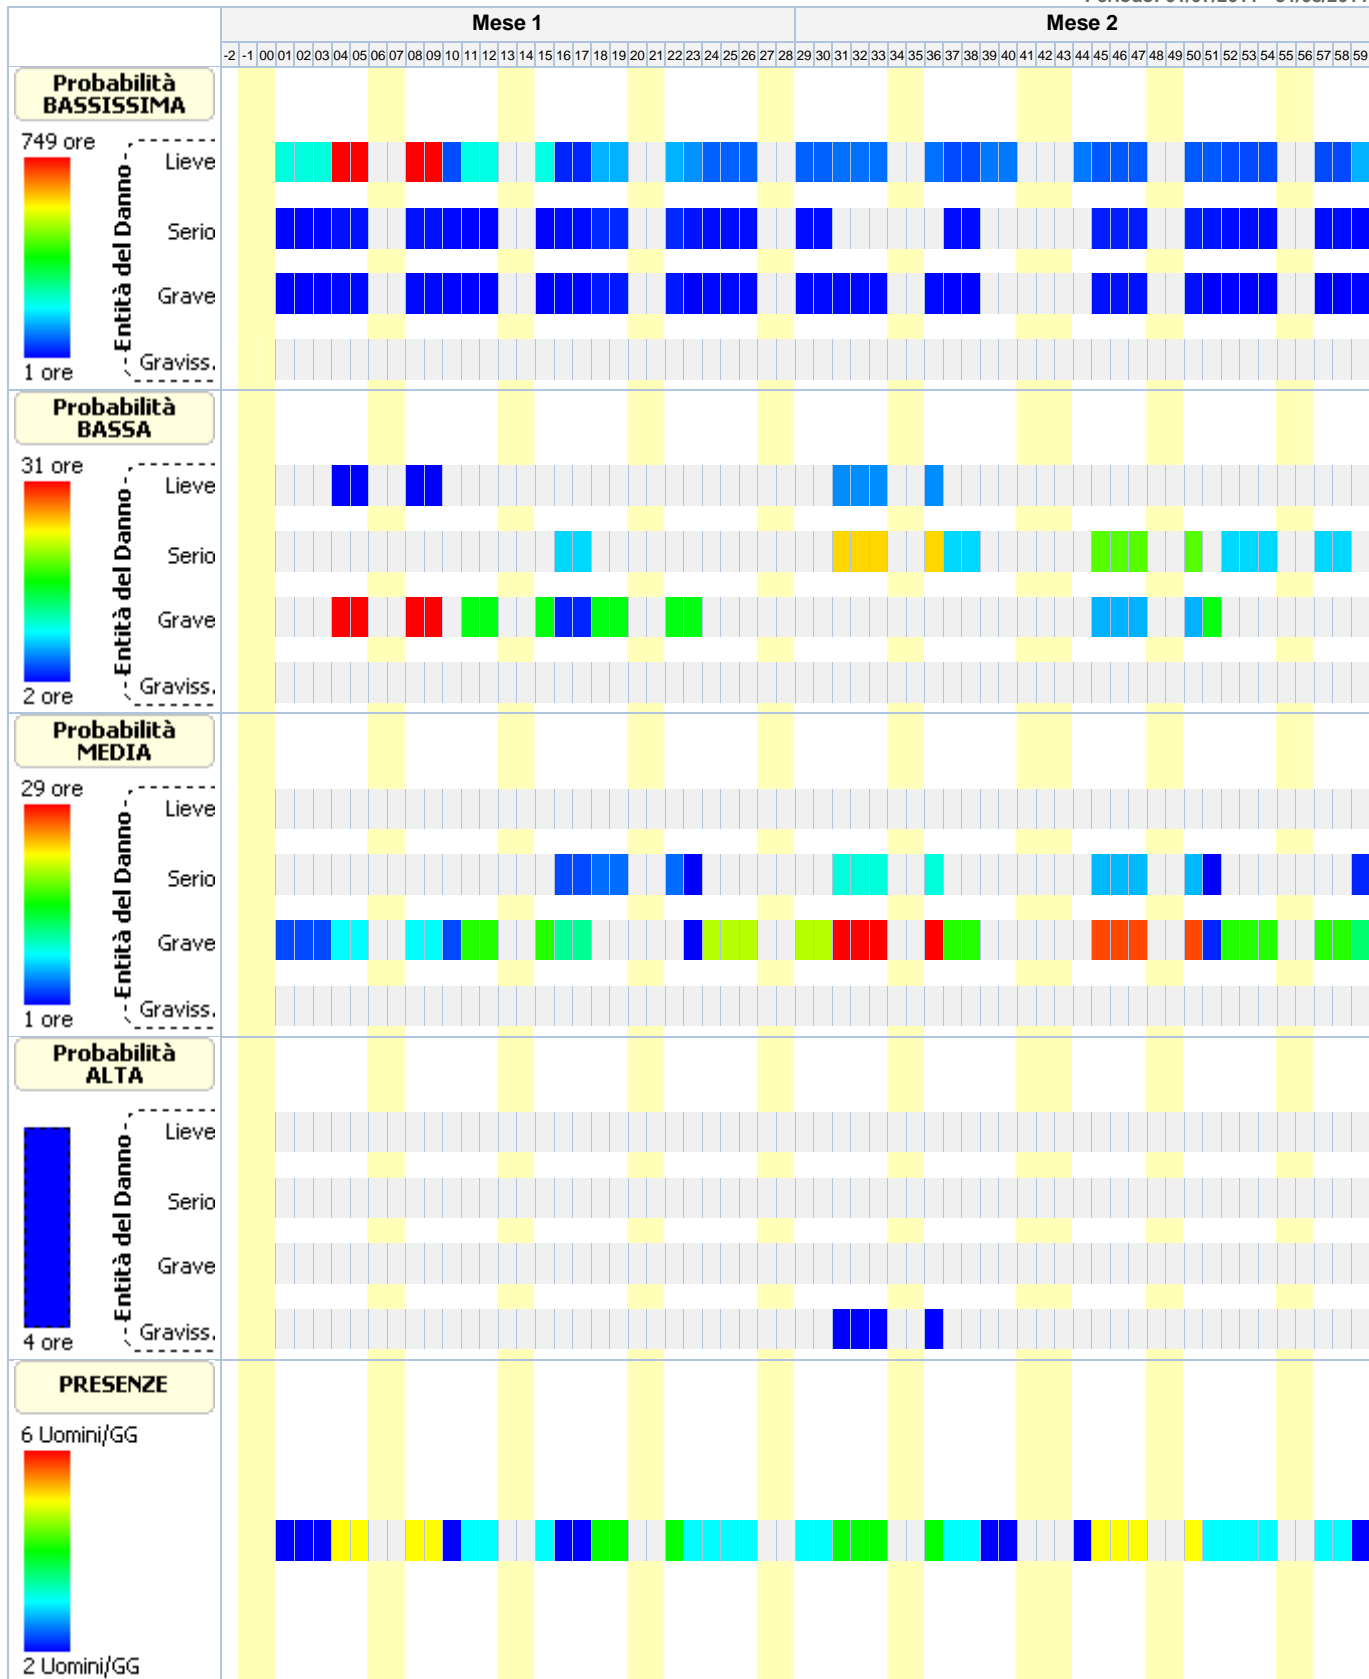 Mese 1 Mese 2
-2 -1 00 01 02 03 04 05 06 07 08 09 10 11 12 13 14 15 16 17 18 19 20 21 22 23 24 25 26 27 28 29 30 31 32 33 34 35 36 37 38 39 40 41 42 43 44 45 46 47 48 49 50 51 52 53 54 55 56 57 58 59
Probabilità
BASSISSIMA
749 ore
Entità del Danno
Lieve
Serio
Grave
Graviss.
1 ore
Probabilità
BASSA
31 ore
Entità del Danno
Lieve
Serio
Grave
Graviss.
2 ore
Probabilità
MEDIA
29 ore
Entità del Danno
Lieve
Serio
Grave
Graviss.
1 ore
Probabilità
ALTA
Entità del Danno
Lieve
Serio
Grave
Graviss.
4 ore
PRESENZE
6 Uomini/GG
2 Uomini/GG